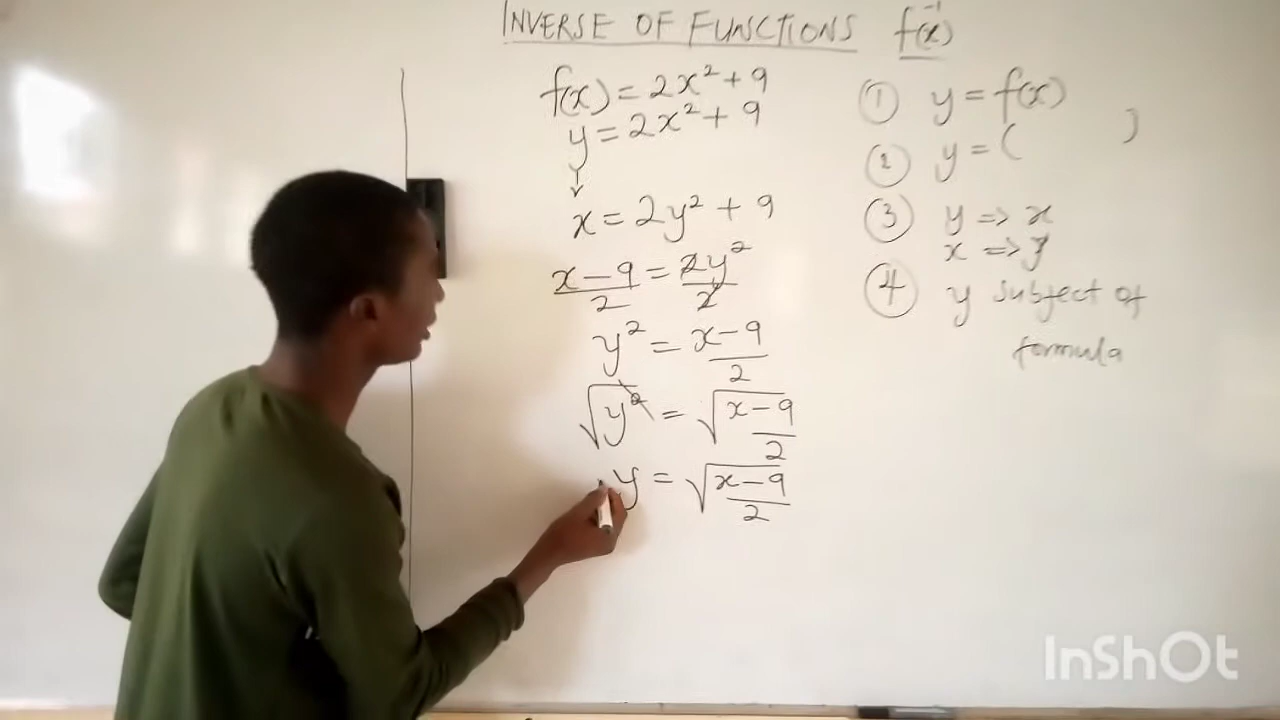 INVERSE OF FUNCTIONS f(x)⁻¹
f(x) = 2x² + 9
y = 2x² + 9
x = 2y² + 9
x – 9 / 2 = 2y² / 2
y² = x – 9 / 2
√y² = √x – 9 / 2
y = √x – 9 / 2
① y = f(x)
② y = ( )
③ y => x
x => y
④ y subject of
formula
InShOt